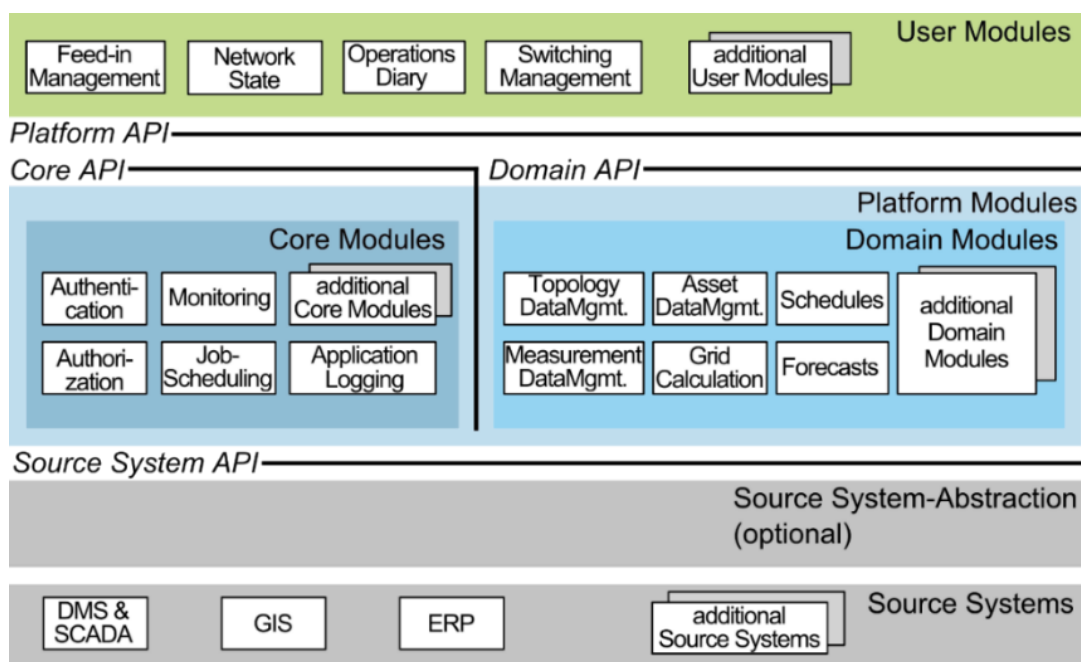 User Modules
Feed-in
Management
Network
State
Operations
Diary
Switching
Management
additional
User Modules
Platform API
Core API
Domain API
Platform Modules
Core Modules
Authenti-
cation
Monitoring
additional
Core Modules
Authori-
zation
Job-
Scheduling
Application
Logging
Domain Modules
Topology
DataMgmt.
Asset
DataMgmt.
Schedules
additional
Domain
Modules
Measurement
DataMgmt.
Grid
Calculation
Forecasts
Source System API
Source System-Abstraction
(optional)
Source Systems
DMS &
SCADA
GIS
ERP
additional
Source Systems